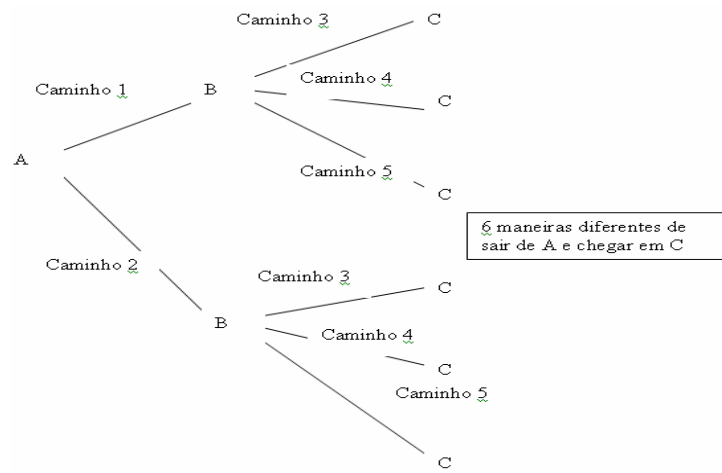 Caminho 3
C
Caminho 4
Caminho 1
B
C
A
Caminho 5
C
6 maneiras diferentes de
sair de A e chegar em C
Caminho 2
Caminho 3
C
B
Caminho 4
C
Caminho 5
C